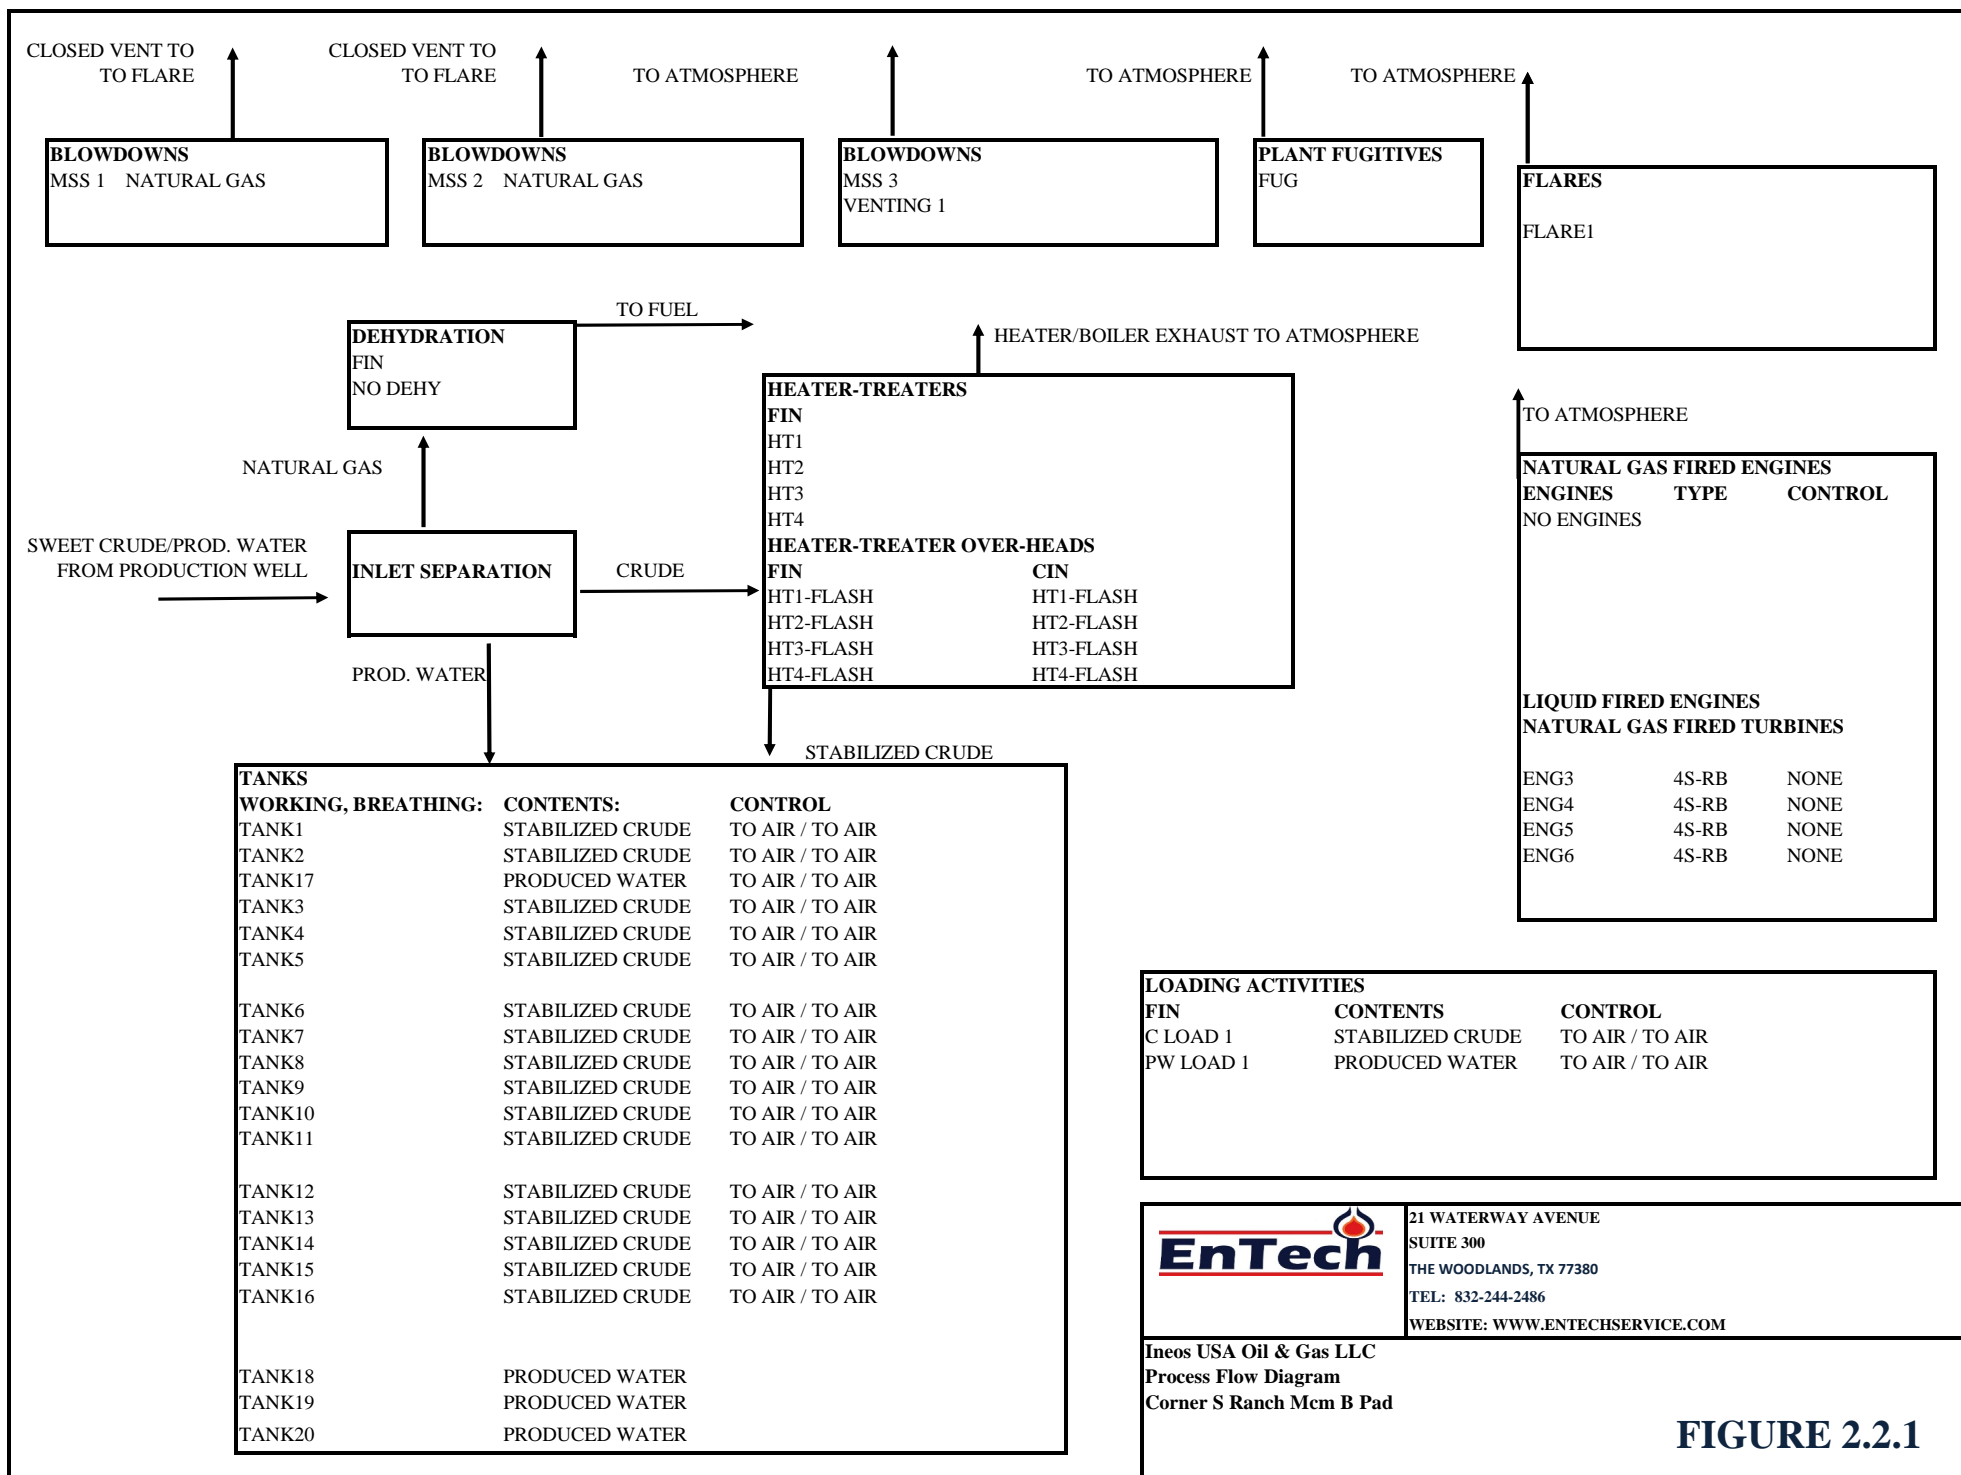 CLOSED VENT TO
TO FLARE
CLOSED VENT TO
TO FLARE
TO ATMOSPHERE
TO ATMOSPHERE
TO ATMOSPHERE
BLOWDOWNS
MSS 1 NATURAL GAS
BLOWDOWNS
MSS 2 NATURAL GAS
BLOWDOWNS
MSS 3
VENTING 1
PLANT FUGITIVES
FUG
FLARES
FLARE1
TO FUEL
DEHYDRATION
FIN
NO DEHY
HEATER/BOILER EXHAUST TO ATMOSPHERE
NATURAL GAS
SWEET CRUDE/PROD. WATER
FROM PRODUCTION WELL
INLET SEPARATION
CRUDE
PROD. WATER
HEATER-TREATERS
FIN
HT1
HT2
HT3
HT4
HEATER-TREATER OVER-HEADS
FIN CIN
HT1-FLASH HT1-FLASH
HT2-FLASH HT2-FLASH
HT3-FLASH HT3-FLASH
HT4-FLASH HT4-FLASH
STABILIZED CRUDE
TO ATMOSPHERE
NATURAL GAS FIRED ENGINES
ENGINES TYPE CONTROL
NO ENGINES
LIQUID FIRED ENGINES
NATURAL GAS FIRED TURBINES
ENG3 4S-RB NONE
ENG4 4S-RB NONE
ENG5 4S-RB NONE
ENG6 4S-RB NONE
TANKS
WORKING, BREATHING: CONTENTS: CONTROL
TANK1 STABILIZED CRUDE TO AIR / TO AIR
TANK2 STABILIZED CRUDE TO AIR / TO AIR
TANK17 PRODUCED WATER TO AIR / TO AIR
TANK3 STABILIZED CRUDE TO AIR / TO AIR
TANK4 STABILIZED CRUDE TO AIR / TO AIR
TANK5 STABILIZED CRUDE TO AIR / TO AIR
TANK6 STABILIZED CRUDE TO AIR / TO AIR
TANK7 STABILIZED CRUDE TO AIR / TO AIR
TANK8 STABILIZED CRUDE TO AIR / TO AIR
TANK9 STABILIZED CRUDE TO AIR / TO AIR
TANK10 STABILIZED CRUDE TO AIR / TO AIR
TANK11 STABILIZED CRUDE TO AIR / TO AIR
TANK12 STABILIZED CRUDE TO AIR / TO AIR
TANK13 STABILIZED CRUDE TO AIR / TO AIR
TANK14 STABILIZED CRUDE TO AIR / TO AIR
TANK15 STABILIZED CRUDE TO AIR / TO AIR
TANK16 STABILIZED CRUDE TO AIR / TO AIR
TANK18 PRODUCED WATER
TANK19 PRODUCED WATER
TANK20 PRODUCED WATER
LOADING ACTIVITIES
FIN CONTENTS CONTROL
C LOAD 1 STABILIZED CRUDE TO AIR / TO AIR
PW LOAD 1 PRODUCED WATER TO AIR / TO AIR
EnTech
21 WATERWAY AVENUE
SUITE 300
THE WOODLANDS, TX 77380
TEL: 832-244-2486
WEBSITE: WWW.ENTECHSERVICE.COM
Ineos USA Oil & Gas LLC
Process Flow Diagram
Corner S Ranch Mcm B Pad
FIGURE 2.2.1